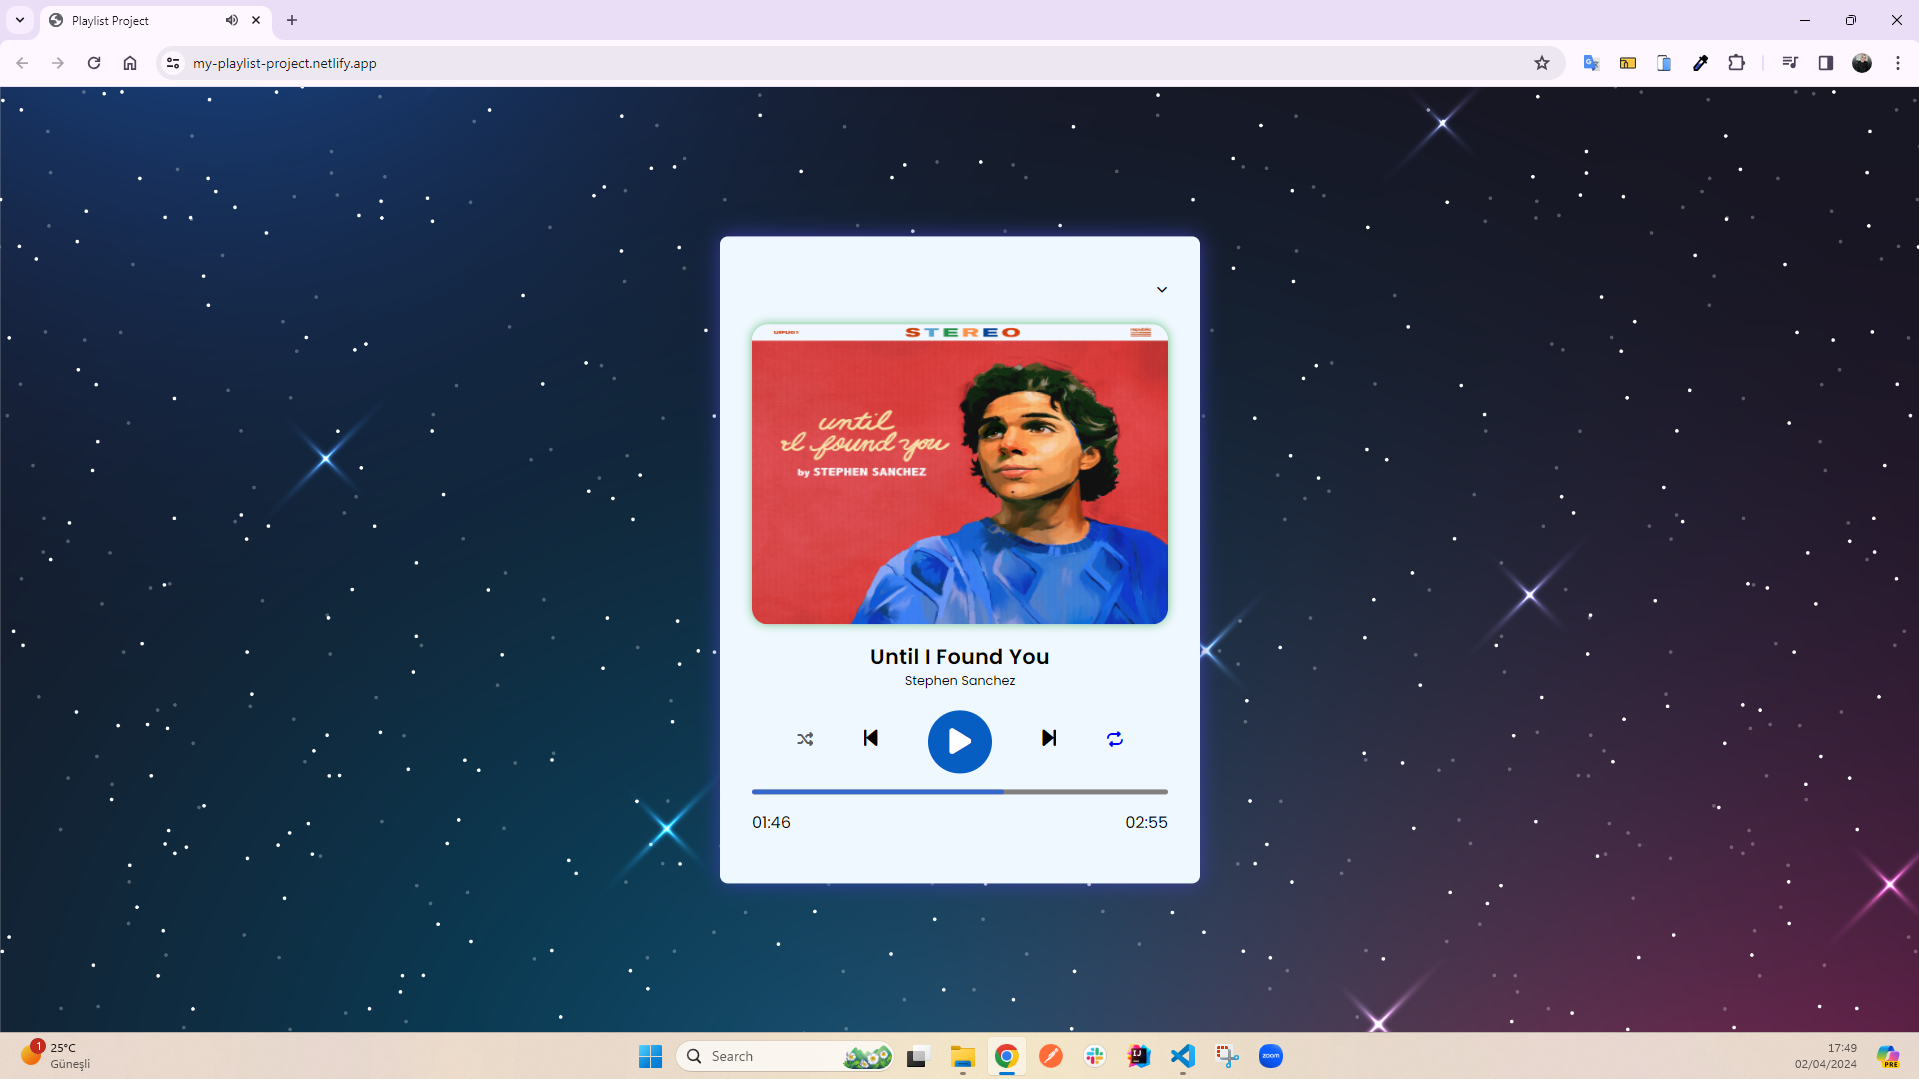 Playlist Project
my-playlist-project.netlify.app
STEREO
until
I found you
by STEPHEN SANCHEZ
Until I Found You
Stephen Sanchez
01:46
02:55
1
25°C
Güneşli
Search
zoom
17:49
02/04/2024
PRE